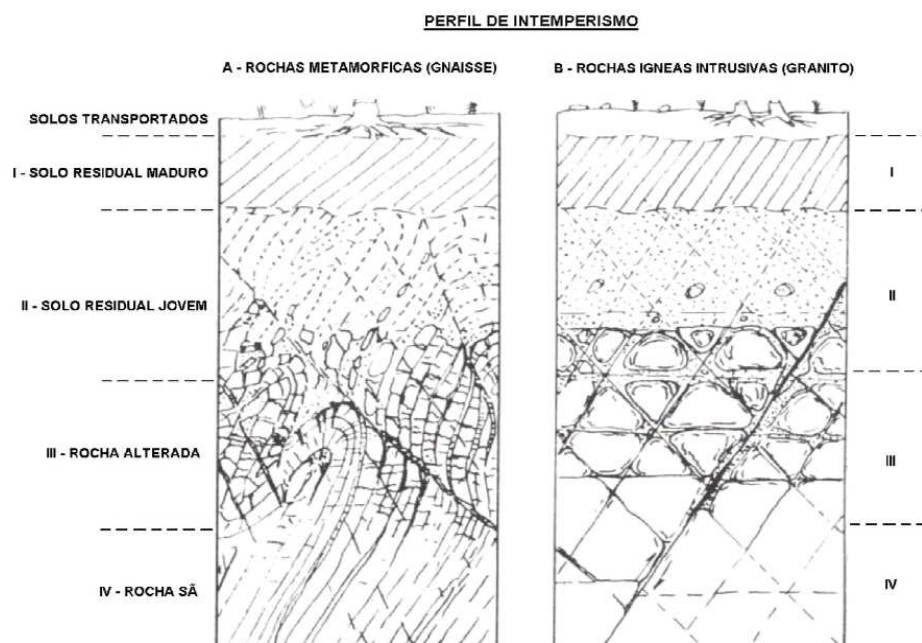 PERFIL DE INTEMPERISMO
A - ROCHAS METAMORFICAS (GNAISSE)
B - ROCHAS IGNEAS INTRUSIVAS (GRANITO)
SOLOS TRANSPORTADOS
I - SOLO RESIDUAL MADURO
I
II - SOLO RESIDUAL JOVEM
II
III - ROCHA ALTERADA
III
IV - ROCHA SÃ
IV